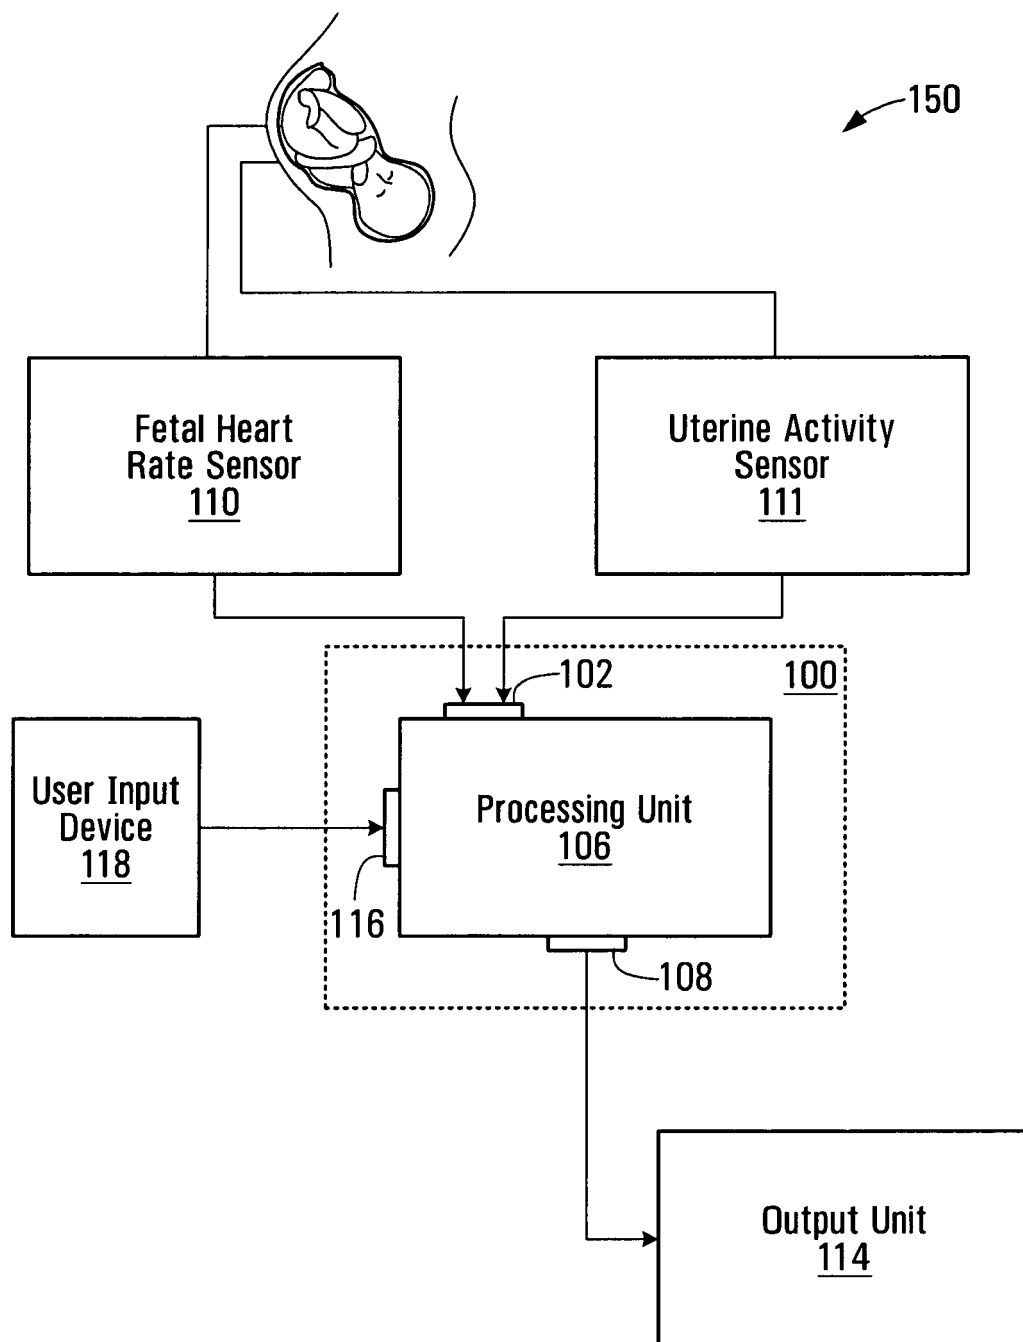 150
Fetal Heart
Rate Sensor
110
Uterine Activity
Sensor
111
102
100
User Input
Device
118
Processing Unit
106
116
108
Output Unit
114